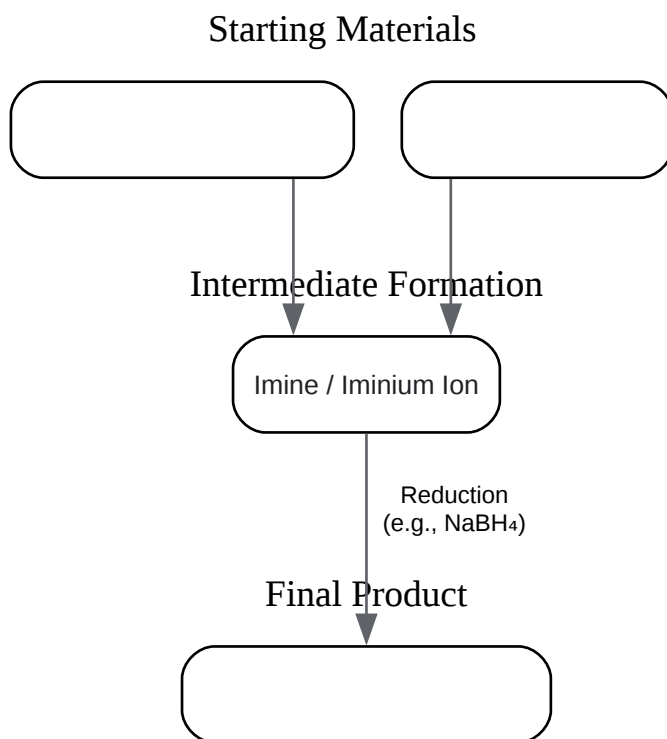 Starting Materials
Intermediate Formation
Imine / Iminium Ion
Reduction
(e.g., NaBH₄)
Final Product